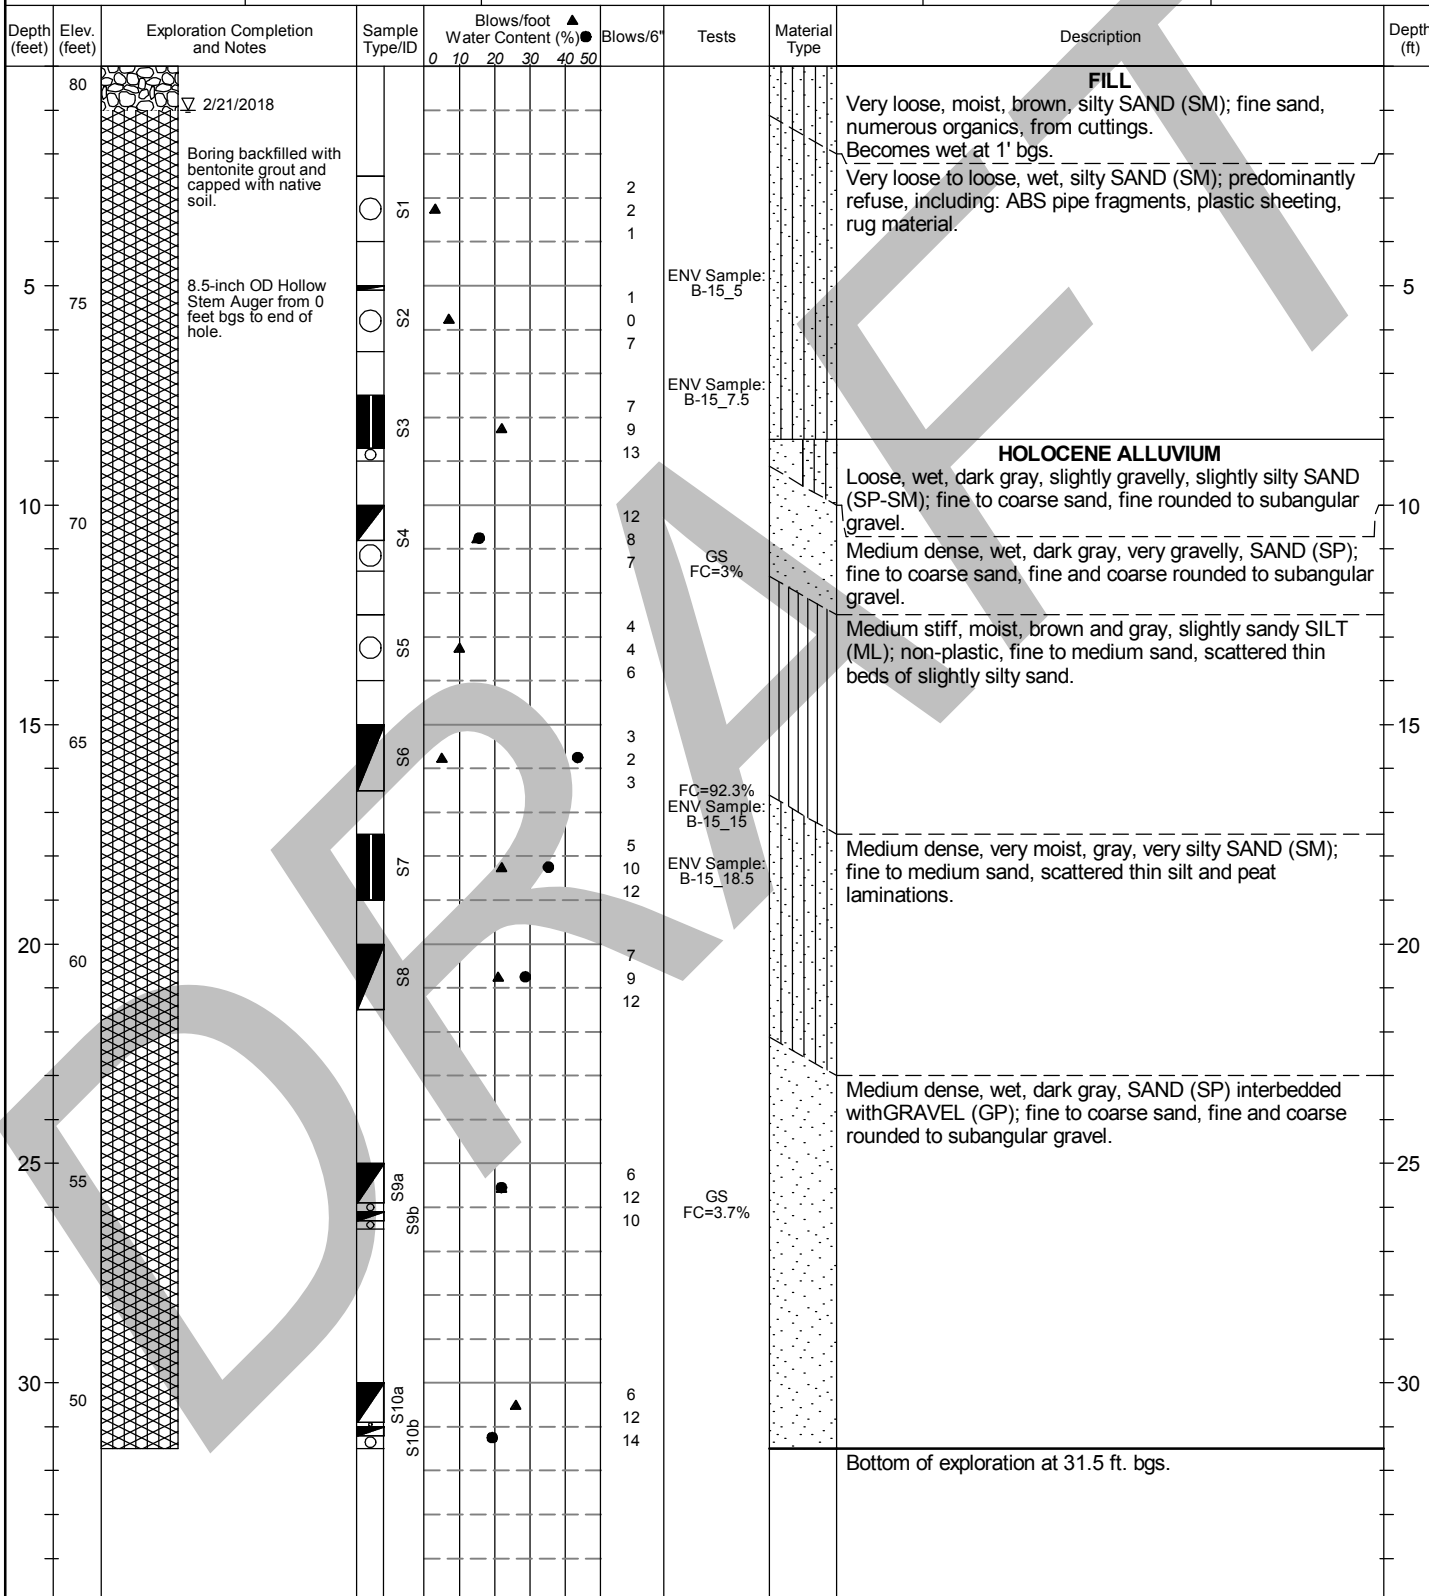 Depth
(feet)
Elev.
(feet)
Exploration Completion
and Notes
Sample
Type/ID
Blows/foot ▲
Water Content (%) ●
0 10 20 30 40 50
Blows/6"
Tests
Material
Type
Description
Depth
(ft)
80
2/21/2018
FILL
Very loose, moist, brown, silty SAND (SM); fine sand,
numerous organics, from cuttings.
Becomes wet at 1' bgs.
Boring backfilled with
bentonite grout and
capped with native
soil.
Very loose to loose, wet, silty SAND (SM); predominantly
refuse, including: ABS pipe fragments, plastic sheeting,
rug material.
S1
2
2
1
5
75
8.5-inch OD Hollow
Stem Auger from 0
feet bgs to end of
hole.
S2
1
0
7
ENV Sample:
B-15_5
5
S3
7
9
13
ENV Sample:
B-15_7.5
HOLOCENE ALLUVIUM
Loose, wet, dark gray, slightly gravelly, slightly silty SAND
(SP-SM); fine to coarse sand, fine rounded to subangular
gravel.
10
70
S4
12
8
7
GS
FC=3%
10
Medium dense, wet, dark gray, very gravelly, SAND (SP);
fine to coarse sand, fine and coarse rounded to subangular
gravel.
S5
4
4
6
Medium stiff, moist, brown and gray, slightly sandy SILT
(ML); non-plastic, fine to medium sand, scattered thin
beds of slightly silty sand.
15
65
S6
3
2
3
FC=92.3%
ENV Sample:
B-15_15
15
S7
5
10
12
ENV Sample:
B-15_18.5
Medium dense, very moist, gray, very silty SAND (SM);
fine to medium sand, scattered thin silt and peat
laminations.
20
60
S8
7
9
12
20
Medium dense, wet, dark gray, SAND (SP) interbedded
withGRAVEL (GP); fine to coarse sand, fine and coarse
rounded to subangular gravel.
25
55
S9a
S9b
6
12
10
GS
FC=3.7%
25
30
50
S10a
S10b
6
12
14
30
Bottom of exploration at 31.5 ft. bgs.
DRAFT